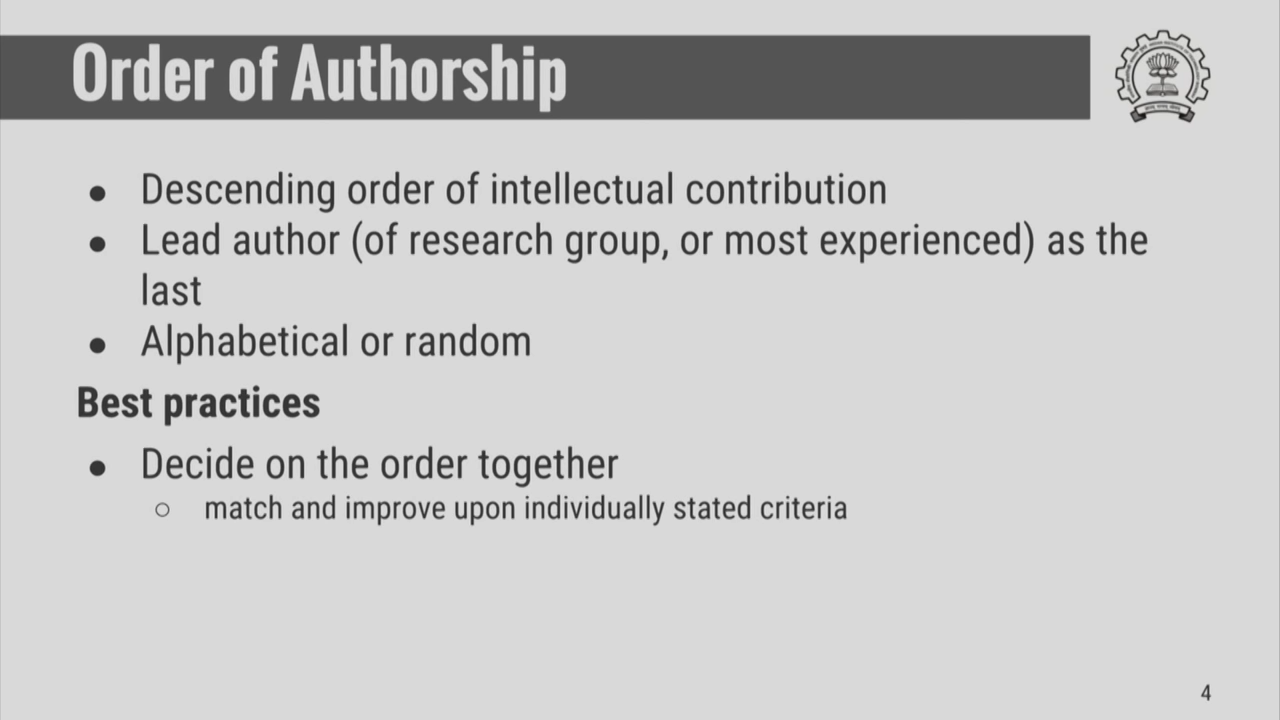 Order of Authorship
● Descending order of intellectual contribution
● Lead author (of research group, or most experienced) as the
last
● Alphabetical or random
Best practices
● Decide on the order together
○ match and improve upon individually stated criteria
4